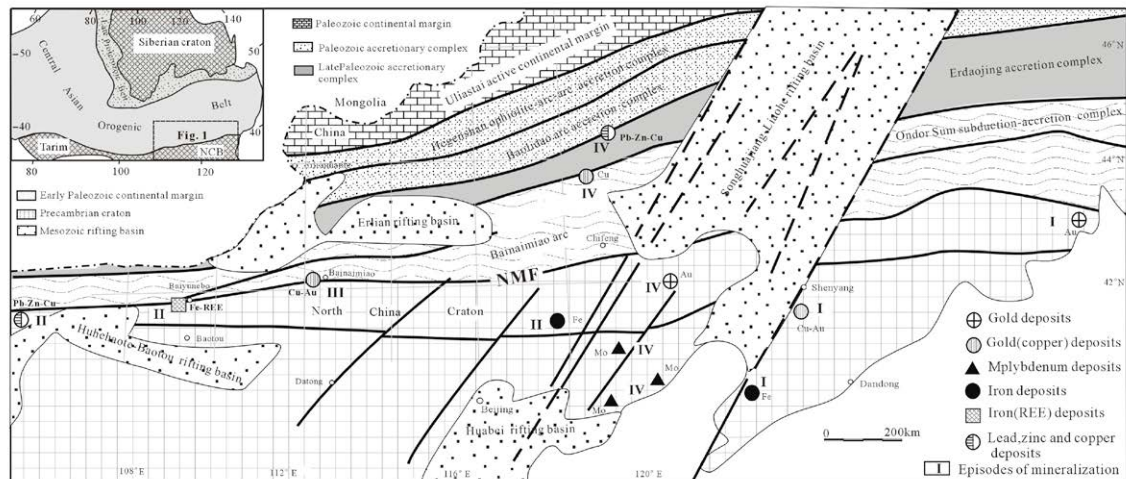 80
100
120
140
50
50
40
40
80
100
120
Siberian craton
Central
Asian
Orogenic
Belt
Fig. 1
Tarim
NCB
Paleozoic continental margin
Paleozoic accretionary complex
LatePaleozoic accretionary
complex
Early Paleozoic continental margin
Precambrian craton
Mesozoic rifting basin
Uliastai active continental margin
Hegenshan ophiolite-arc-arc accretion complex
Baolidao arc accretion complex
Mongolia
China
Songhuajiang-Liaohe rifting basin
46°N
Erdaojing accretion complex
Ondor Sum subduction-accretion complex
44°N
Pb-Zn-Cu
IV
Cu
IV
Erlian rifting basin
Bainaimiao arc
Chifeng
I
Au
Bainaimiao
NMF
Au
IV
Baiyunebo
Cu-Au
III
Shenyang
42°N
Pb-Zn-Cu
II
II
Fe-REE
North
China
Craton
II
Fe
I
Cu-Au
Baotou
Huhehaote-Baotou rifting basin
Mo
IV
Datong
Mo
IV
I
Fe
Dandong
Beijing
Mo
Huabei rifting basin
0
200km
108°E
112°E
116°E
120°E
Gold deposits
Gold(copper) deposits
Mplybdenum deposits
Iron deposits
Iron(REE) deposits
Lead,zinc and copper
deposits
I
Episodes of mineralization